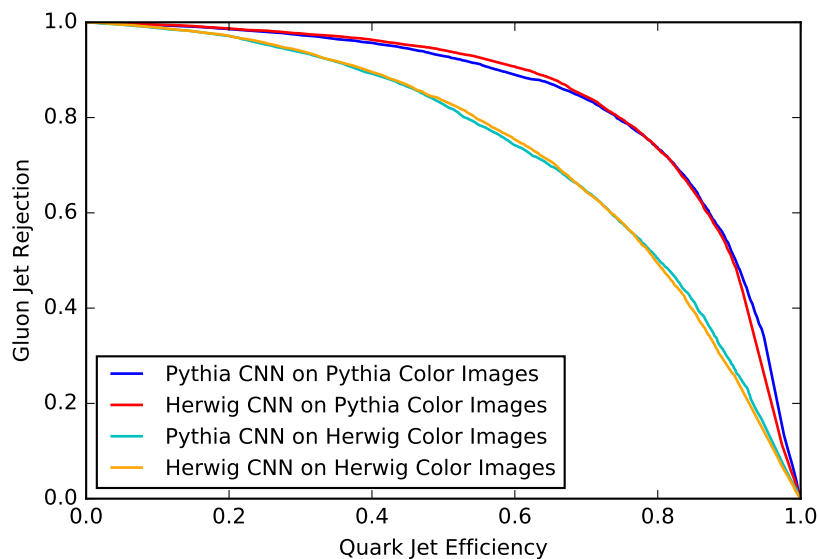 1.0
0.8
0.6
0.4
0.2
0.0
Gluon Jet Rejection
Pythia CNN on Pythia Color Images
Herwig CNN on Pythia Color Images
Pythia CNN on Herwig Color Images
Herwig CNN on Herwig Color Images
0.0 0.2 0.4 0.6 0.8 1.0
Quark Jet Efficiency